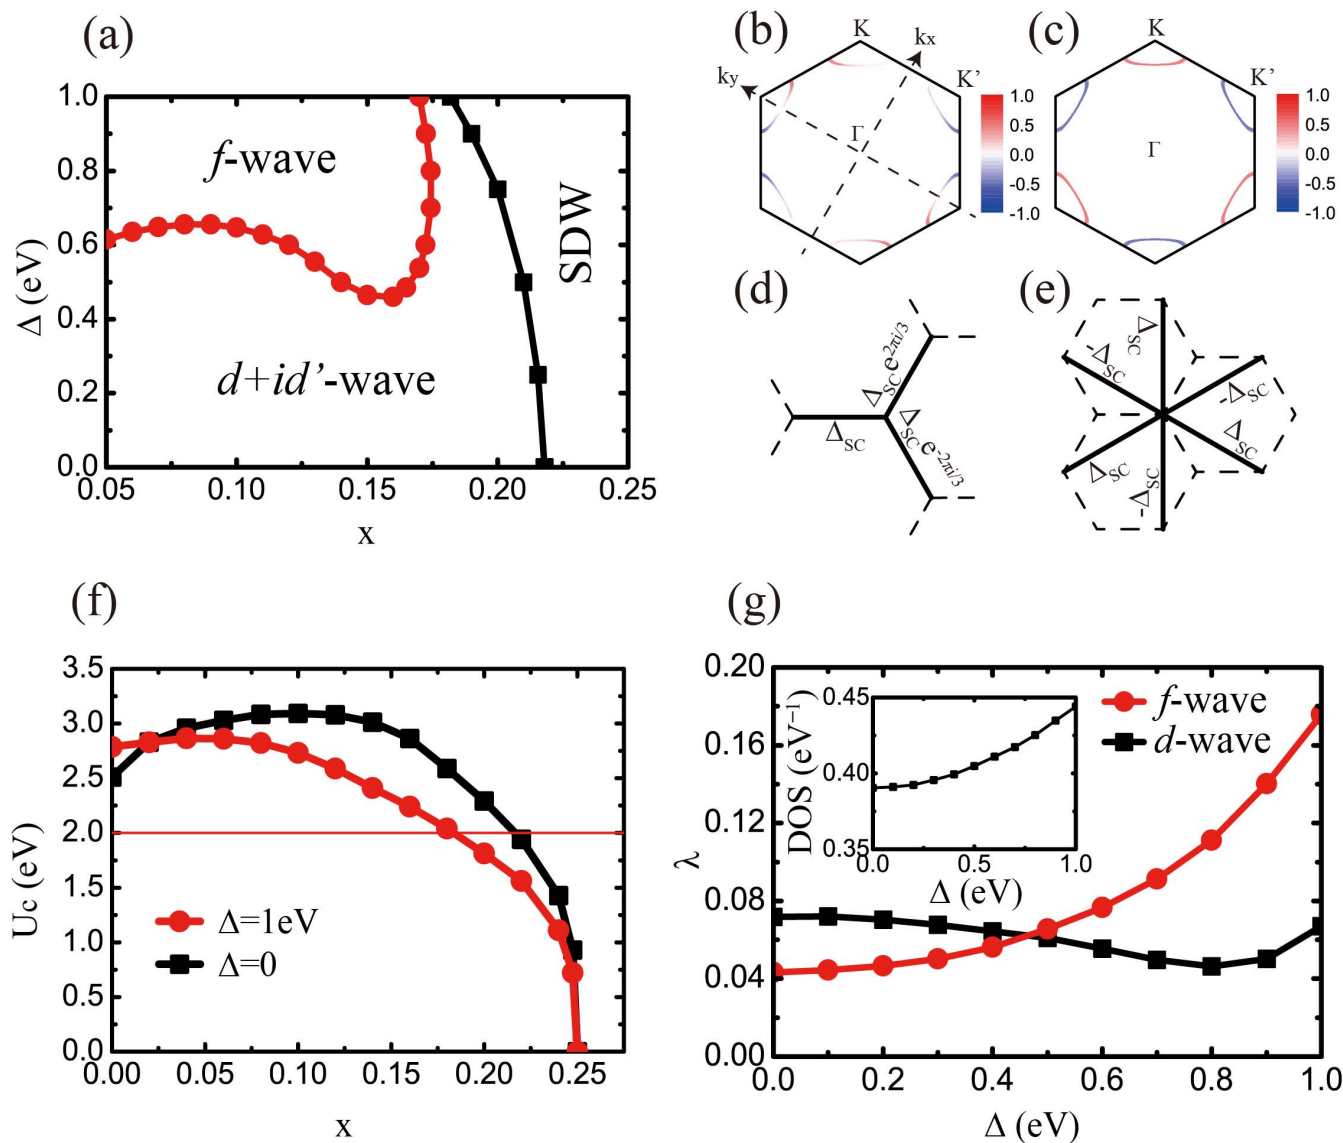 (a)
1.0
0.8
0.6
0.4
0.2
0.0
Δ (eV)
f-wave
d+id’-wave
SDW
0.05
0.10
0.15
0.20
0.25
x
(b)
K
kx
K’
ky
Γ
1.0
0.5
0.0
-0.5
-1.0
(c)
K
K’
Γ
1.0
0.5
0.0
-0.5
-1.0
(d)
ΔSC
ΔSCe2πi/3
ΔSCe-2πi/3
(e)
ΔSC
-ΔSC
-ΔSC
ΔSC
ΔSC
-ΔSC
(f)
3.5
3.0
2.5
2.0
1.5
1.0
0.5
0.0
Uc (eV)
Δ=1eV
Δ=0
0.00
0.05
0.10
0.15
0.20
0.25
x
(g)
0.20
0.16
0.12
0.08
0.04
0.00
λ
f-wave
d-wave
0.45
0.40
0.35
DOS (eV−1)
0.0
0.5
1.0
Δ (eV)
0.0
0.2
0.4
0.6
0.8
1.0
Δ (eV)